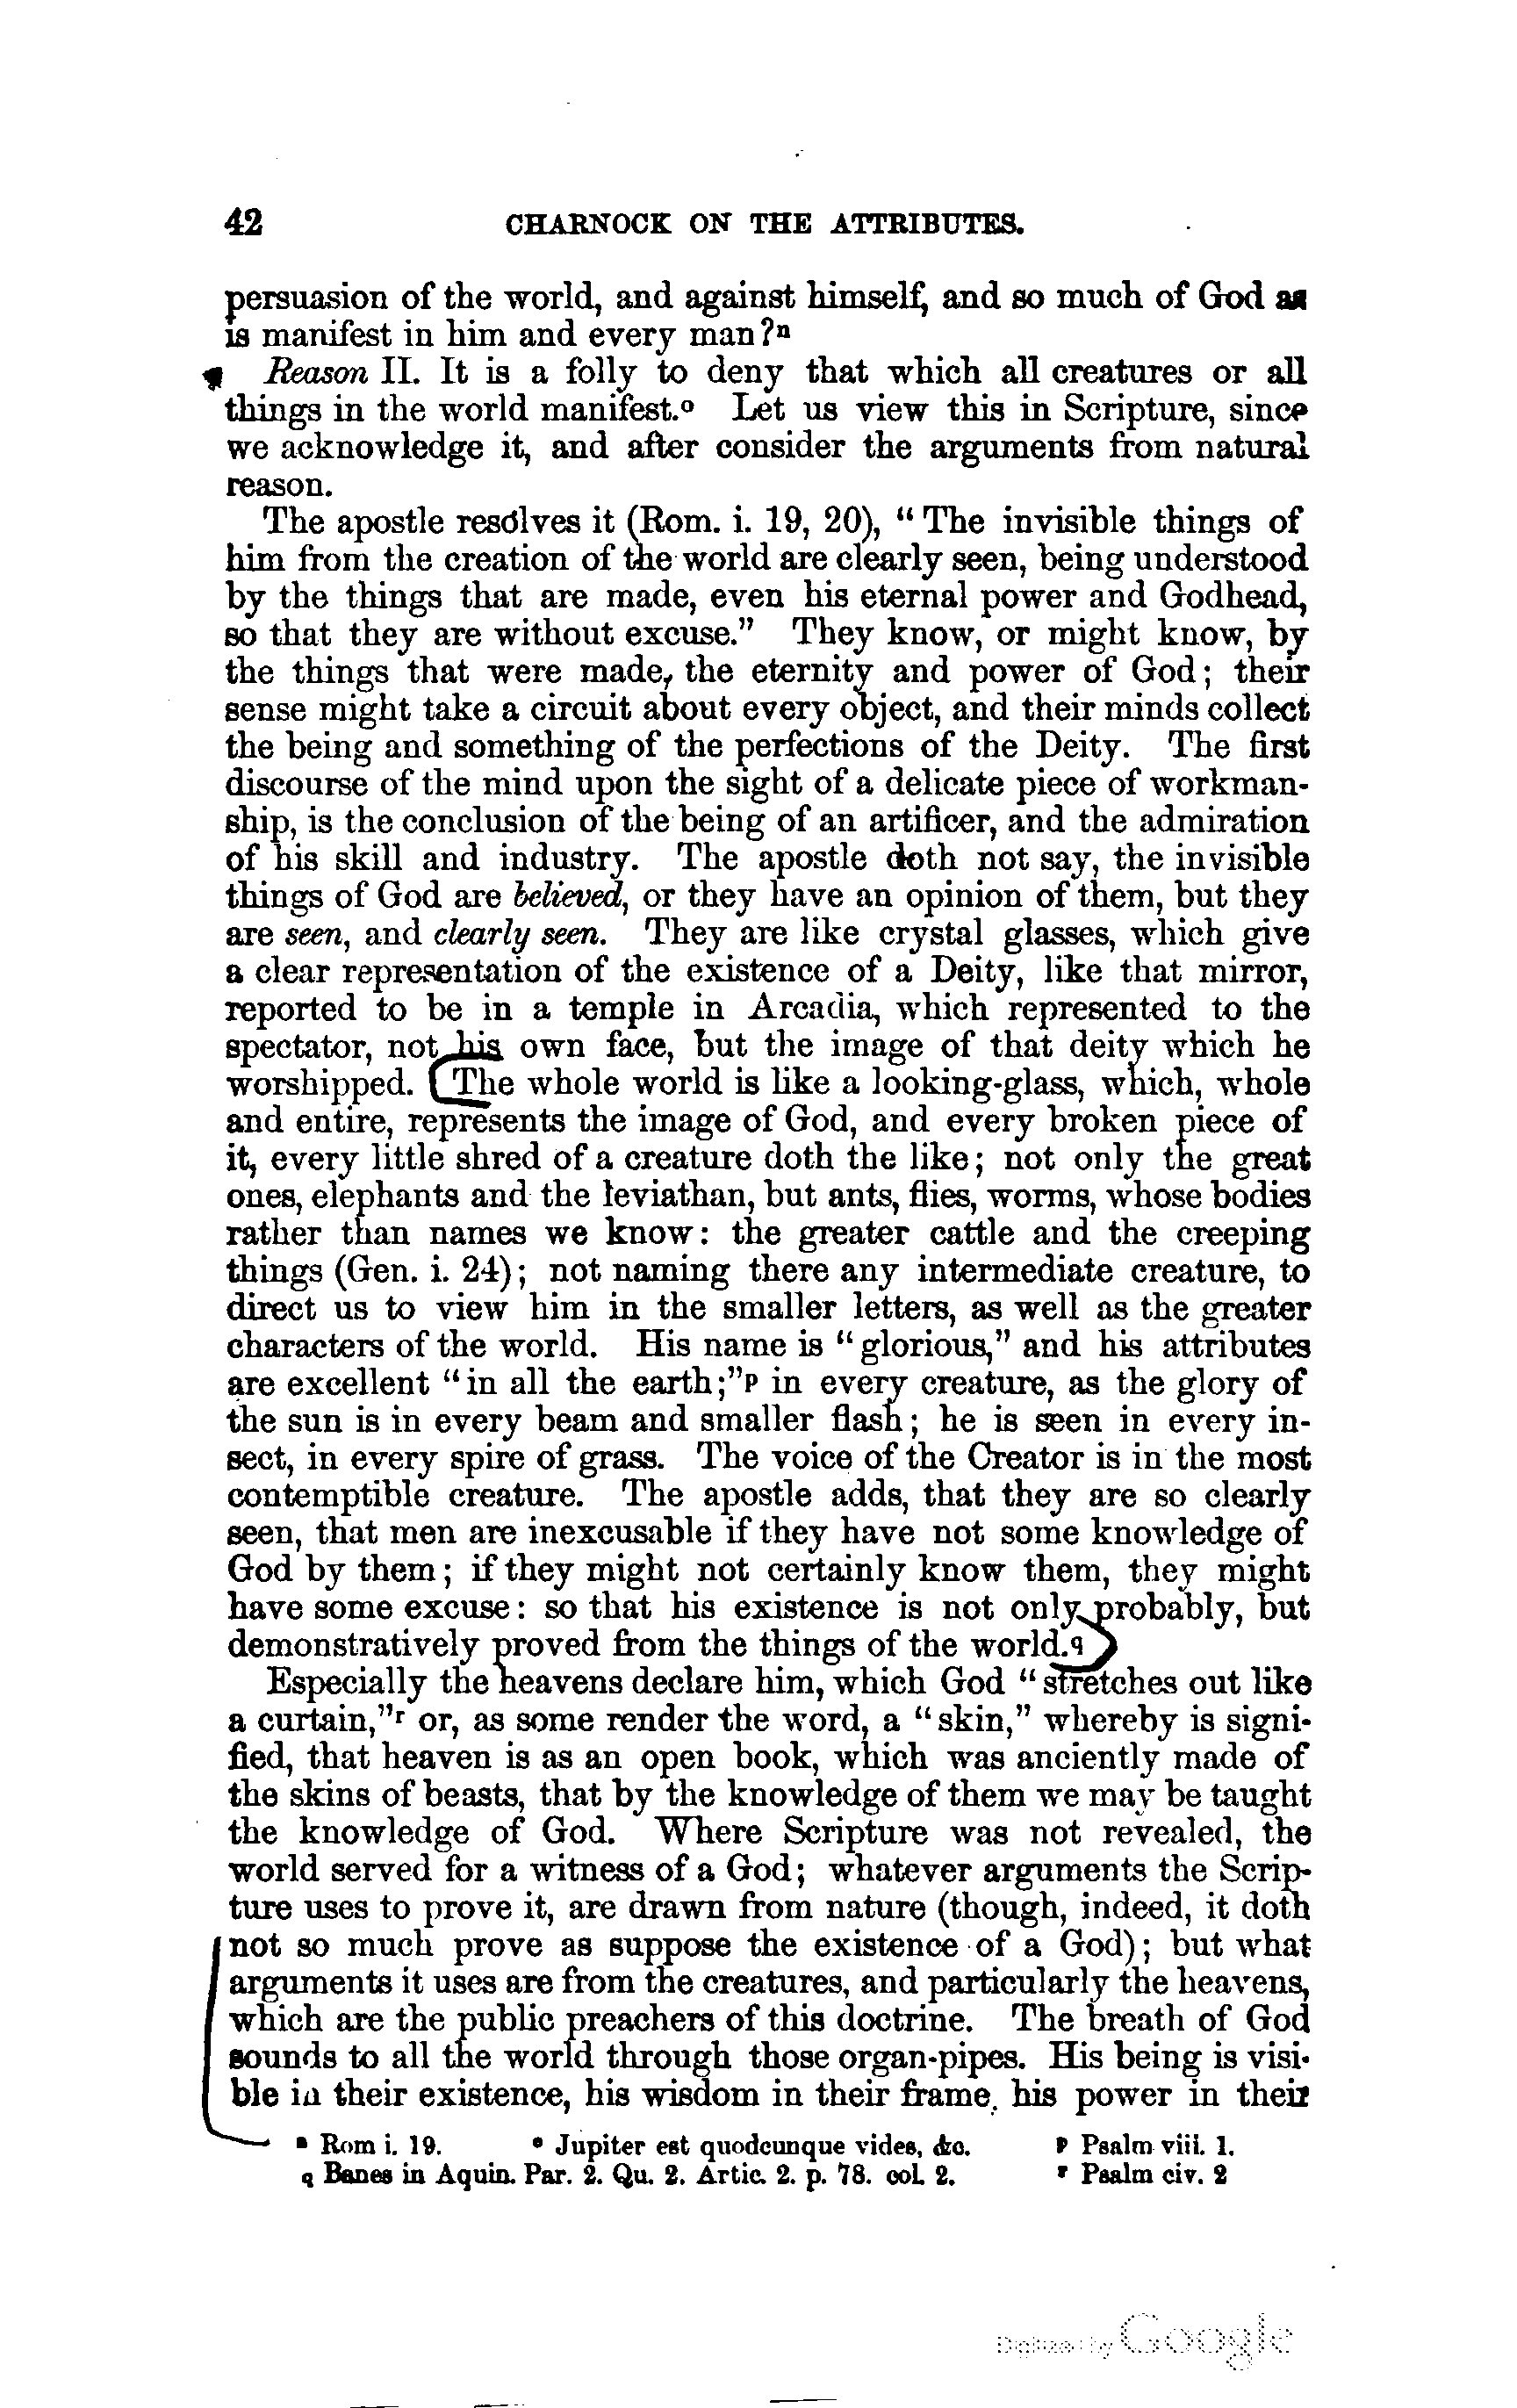 42 CHARNOCK ON THE ATTRIBUTES.
persuasion of the world, and against himself, and so much of God as
is manifest in him and every man?ⁿ
Reason II. It is a folly to deny that which all creatures or all
things in the world manifest.º Let us view this in Scripture, since
we acknowledge it, and after consider the arguments from natural
reason.
The apostle resolves it (Rom. i. 19, 20), “The invisible things of
him from the creation of the world are clearly seen, being understood
by the things that are made, even his eternal power and Godhead,
so that they are without excuse.” They know, or might know, by
the things that were made, the eternity and power of God; their
sense might take a circuit about every object, and their minds collect
the being and something of the perfections of the Deity. The first
discourse of the mind upon the sight of a delicate piece of workman-
ship, is the conclusion of the being of an artificer, and the admiration
of his skill and industry. The apostle doth not say, the invisible
things of God are believed, or they have an opinion of them, but they
are seen, and clearly seen. They are like crystal glasses, which give
a clear representation of the existence of a Deity, like that mirror,
reported to be in a temple in Arcadia, which represented to the
spectator, not his own face, but the image of that deity which he
worshipped. The whole world is like a looking-glass, which, whole
and entire, represents the image of God, and every broken piece of
it, every little shred of a creature doth the like; not only the great
ones, elephants and the leviathan, but ants, flies, worms, whose bodies
rather than names we know: the greater cattle and the creeping
things (Gen. i. 24); not naming there any intermediate creature, to
direct us to view him in the smaller letters, as well as the greater
characters of the world. His name is “glorious,” and his attributes
are excellent “in all the earth;”ᵖ in every creature, as the glory of
the sun is in every beam and smaller flash; he is seen in every in-
sect, in every spire of grass. The voice of the Creator is in the most
contemptible creature. The apostle adds, that they are so clearly
seen, that men are inexcusable if they have not some knowledge of
God by them; if they might not certainly know them, they might
have some excuse: so that his existence is not only probably, but
demonstratively proved from the things of the world.q
Especially the heavens declare him, which God “stretches out like
a curtain,”ʳ or, as some render the word, a “skin,” whereby is signi-
fied, that heaven is as an open book, which was anciently made of
the skins of beasts, that by the knowledge of them we may be taught
the knowledge of God. Where Scripture was not revealed, the
world served for a witness of a God; whatever arguments the Scrip-
ture uses to prove it, are drawn from nature (though, indeed, it doth
not so much prove as suppose the existence of a God); but what
arguments it uses are from the creatures, and particularly the heavens,
which are the public preachers of this doctrine. The breath of God
sounds to all the world through those organ-pipes. His being is visi-
ble in their existence, his wisdom in their frame, his power in their
ⁿ Rom i. 19. º Jupiter est quodcunque vides, &c. ᵖ Psalm viii. 1.
q Banes in Aquin. Par. 2. Qu. 2. Artic. 2. p. 78. col. 2. ʳ Psalm civ. 2
Digitized by Google